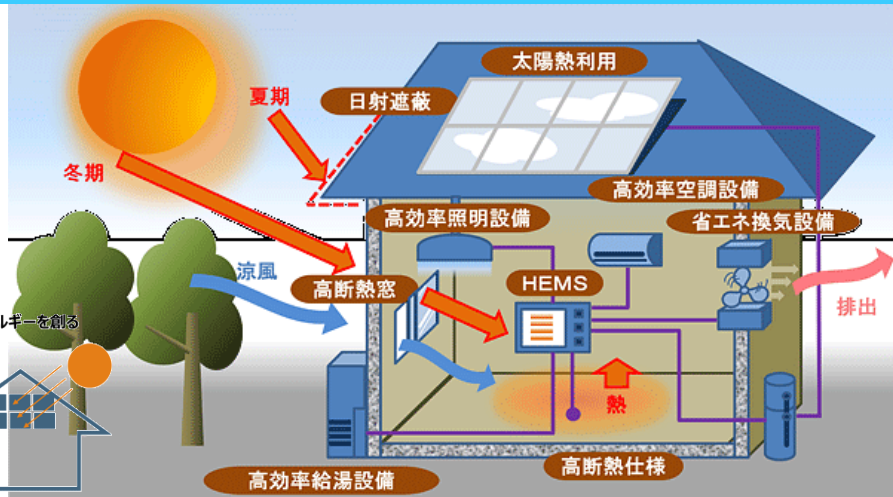 太陽熱利用
夏期
日射遮蔽
冬期
高効率空調設備
高効率照明設備
省エネ換気設備
涼風
高断熱窓
HEMS
排出
ルギーを創る
熱
高断熱仕様
高効率給湯設備